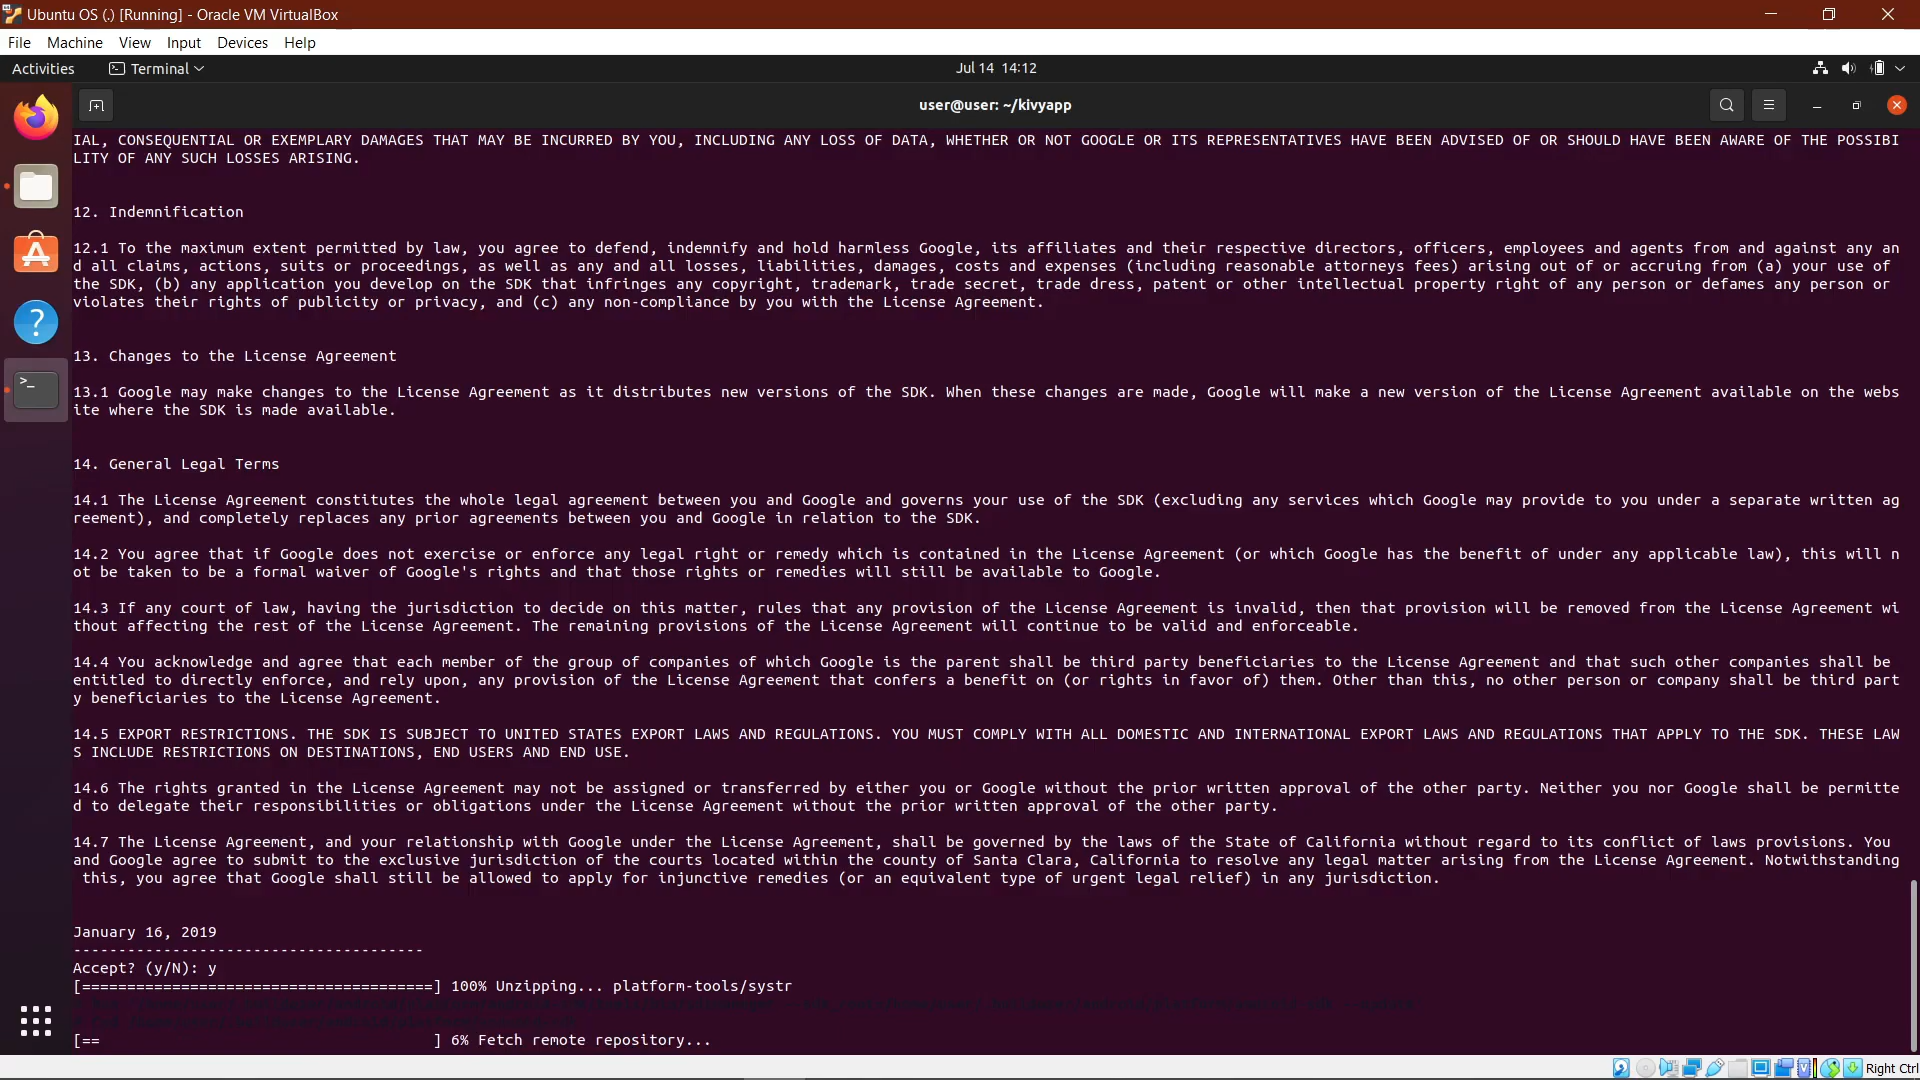 Ubuntu OS (.) [Running] - Oracle VM VirtualBox
File Machine View Input Devices Help
Activities Terminal Jul 14 14:12
user@user: ~/kivyapp
IAL, CONSEQUENTIAL OR EXEMPLARY DAMAGES THAT MAY BE INCURRED BY YOU, INCLUDING ANY LOSS OF DATA, WHETHER OR NOT GOOGLE OR ITS REPRESENTATIVES HAVE BEEN ADVISED OF OR SHOULD HAVE BEEN AWARE OF THE POSSIBI
LITY OF ANY SUCH LOSSES ARISING.
12. Indemnification
12.1 To the maximum extent permitted by law, you agree to defend, indemnify and hold harmless Google, its affiliates and their respective directors, officers, employees and agents from and against any an
d all claims, actions, suits or proceedings, as well as any and all losses, liabilities, damages, costs and expenses (including reasonable attorneys fees) arising out of or accruing from (a) your use of
the SDK, (b) any application you develop on the SDK that infringes any copyright, trademark, trade secret, trade dress, patent or other intellectual property right of any person or defames any person or
violates their rights of publicity or privacy, and (c) any non-compliance by you with the License Agreement.
13. Changes to the License Agreement
13.1 Google may make changes to the License Agreement as it distributes new versions of the SDK. When these changes are made, Google will make a new version of the License Agreement available on the webs
ite where the SDK is made available.
14. General Legal Terms
14.1 The License Agreement constitutes the whole legal agreement between you and Google and governs your use of the SDK (excluding any services which Google may provide to you under a separate written ag
reement), and completely replaces any prior agreements between you and Google in relation to the SDK.
14.2 You agree that if Google does not exercise or enforce any legal right or remedy which is contained in the License Agreement (or which Google has the benefit of under any applicable law), this will n
ot be taken to be a formal waiver of Google's rights and that those rights or remedies will still be available to Google.
14.3 If any court of law, having the jurisdiction to decide on this matter, rules that any provision of the License Agreement is invalid, then that provision will be removed from the License Agreement wi
thout affecting the rest of the License Agreement. The remaining provisions of the License Agreement will continue to be valid and enforceable.
14.4 You acknowledge and agree that each member of the group of companies of which Google is the parent shall be third party beneficiaries to the License Agreement and that such other companies shall be
entitled to directly enforce, and rely upon, any provision of the License Agreement that confers a benefit on (or rights in favor of) them. Other than this, no other person or company shall be third part
y beneficiaries to the License Agreement.
14.5 EXPORT RESTRICTIONS. THE SDK IS SUBJECT TO UNITED STATES EXPORT LAWS AND REGULATIONS. YOU MUST COMPLY WITH ALL DOMESTIC AND INTERNATIONAL EXPORT LAWS AND REGULATIONS THAT APPLY TO THE SDK. THESE LAW
S INCLUDE RESTRICTIONS ON DESTINATIONS, END USERS AND END USE.
14.6 The rights granted in the License Agreement may not be assigned or transferred by either you or Google without the prior written approval of the other party. Neither you nor Google shall be permitte
d to delegate their responsibilities or obligations under the License Agreement without the prior written approval of the other party.
14.7 The License Agreement, and your relationship with Google under the License Agreement, shall be governed by the laws of the State of California without regard to its conflict of laws provisions. You
and Google agree to submit to the exclusive jurisdiction of the courts located within the county of Santa Clara, California to resolve any legal matter arising from the License Agreement. Notwithstanding
this, you agree that Google shall still be allowed to apply for injunctive remedies (or an equivalent type of urgent legal relief) in any jurisdiction.
January 16, 2019
---------------------------------------
Accept? (y/N): y
[=======================================] 100% Unzipping... platform-tools/systr
[== ] 6% Fetch remote repository...
Right Ctrl